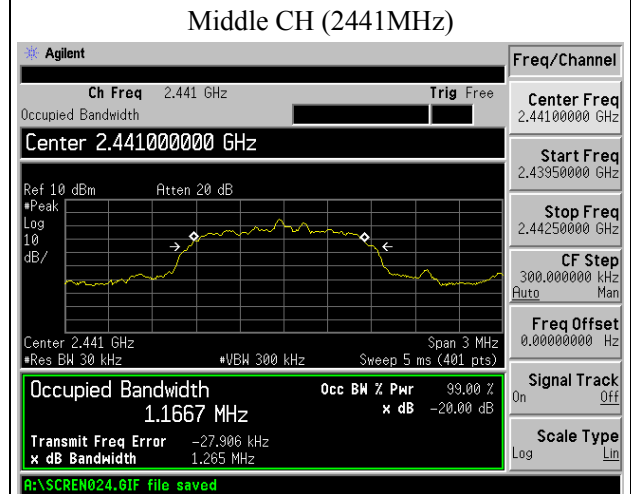 Middle CH (2441MHz)
Agilent
Freq/Channel
Ch Freq 2.441 GHz Trig Free
Occupied Bandwidth
Center 2.441000000 GHz
Center Freq
2.44100000 GHz
Start Freq
2.43950000 GHz
Stop Freq
2.44250000 GHz
CF Step
300.000000 kHz
Auto Man
Freq Offset
0.00000000 Hz
Signal Track
On Off
Scale Type
Log Lin
Ref 10 dBm Atten 20 dB
#Peak
Log
10
dB/
Center 2.441 GHz Span 3 MHz
#Res BW 30 kHz #VBW 300 kHz Sweep 5 ms (401 pts)
Occupied Bandwidth Occ BW % Pwr 99.00 %
1.1667 MHz x dB -20.00 dB
Transmit Freq Error -27.906 kHz
x dB Bandwidth 1.265 MHz
A:\SCREN024.GIF file saved